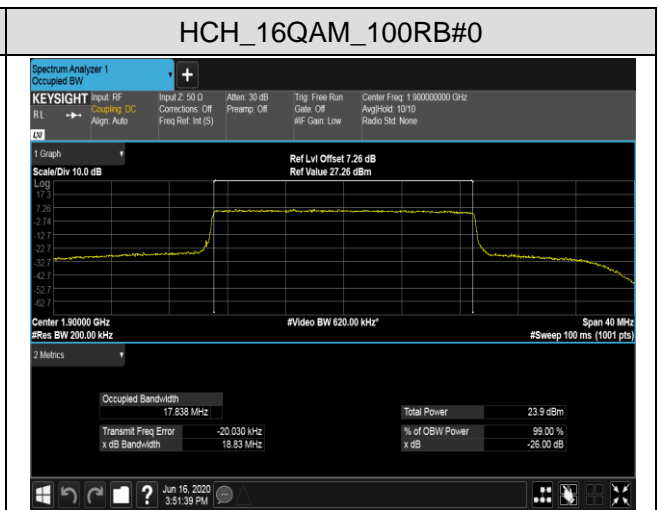 HCH_16QAM_100RB#0
Spectrum Analyzer 1
Occupied BW
+
KEYSIGHT Input: RF Input Z: 50 Ω Atten: 30 dB Trig: Free Run Center Freq: 1.900000000 GHz
RL Coupling: DC Corrections: Off Preamp: Off Gate: Off Avg|Hold: 10/10
Align: Auto Freq Ref: Int (S) #IF Gain: Low Radio Std: None
LXI
1 Graph
Ref Lvl Offset 7.26 dB
Scale/Div 10.0 dB Ref Value 27.26 dBm
Log
17.3
7.26
-2.74
-12.7
-22.7
-32.7
-42.7
-52.7
-62.7
Center 1.90000 GHz #Video BW 620.00 kHz* Span 40 MHz
#Res BW 200.00 kHz #Sweep 100 ms (1001 pts)
2 Metrics
Occupied Bandwidth
17.838 MHz Total Power 23.9 dBm
Transmit Freq Error -20.030 kHz % of OBW Power 99.00 %
x dB Bandwidth 18.83 MHz x dB -26.00 dB
? Jun 16, 2020
3:51:39 PM